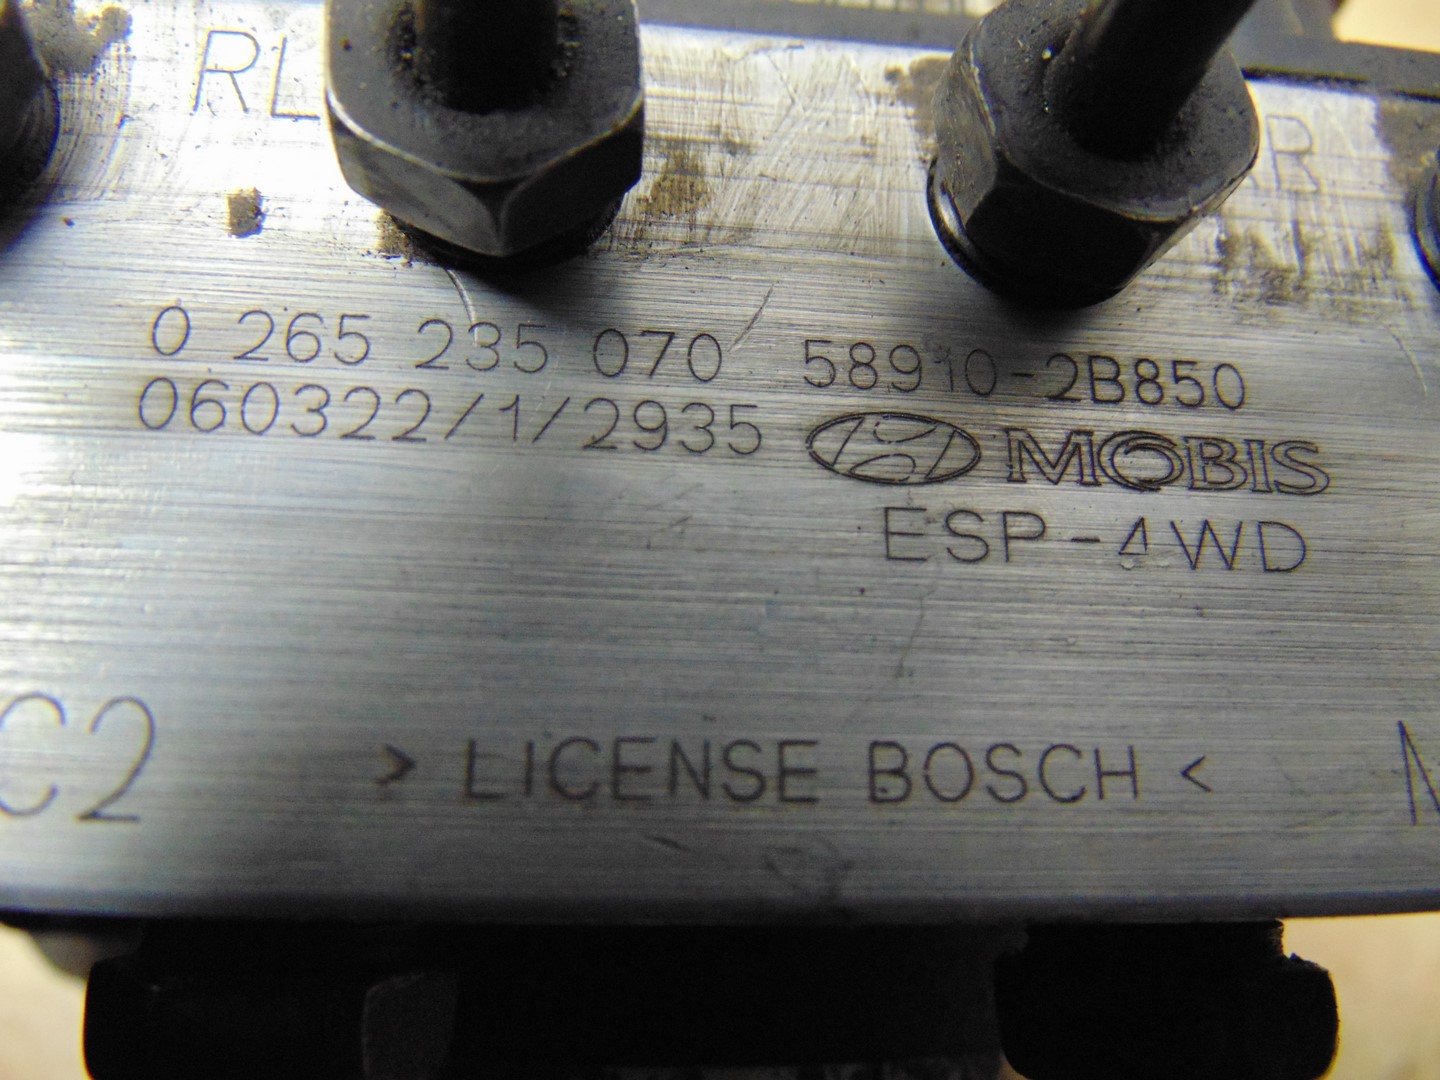 RL
0 265 235 070 58910-2B850
060322/1/2935 MOBIS
ESP-4WD
C2
> LICENSE BOSCH <